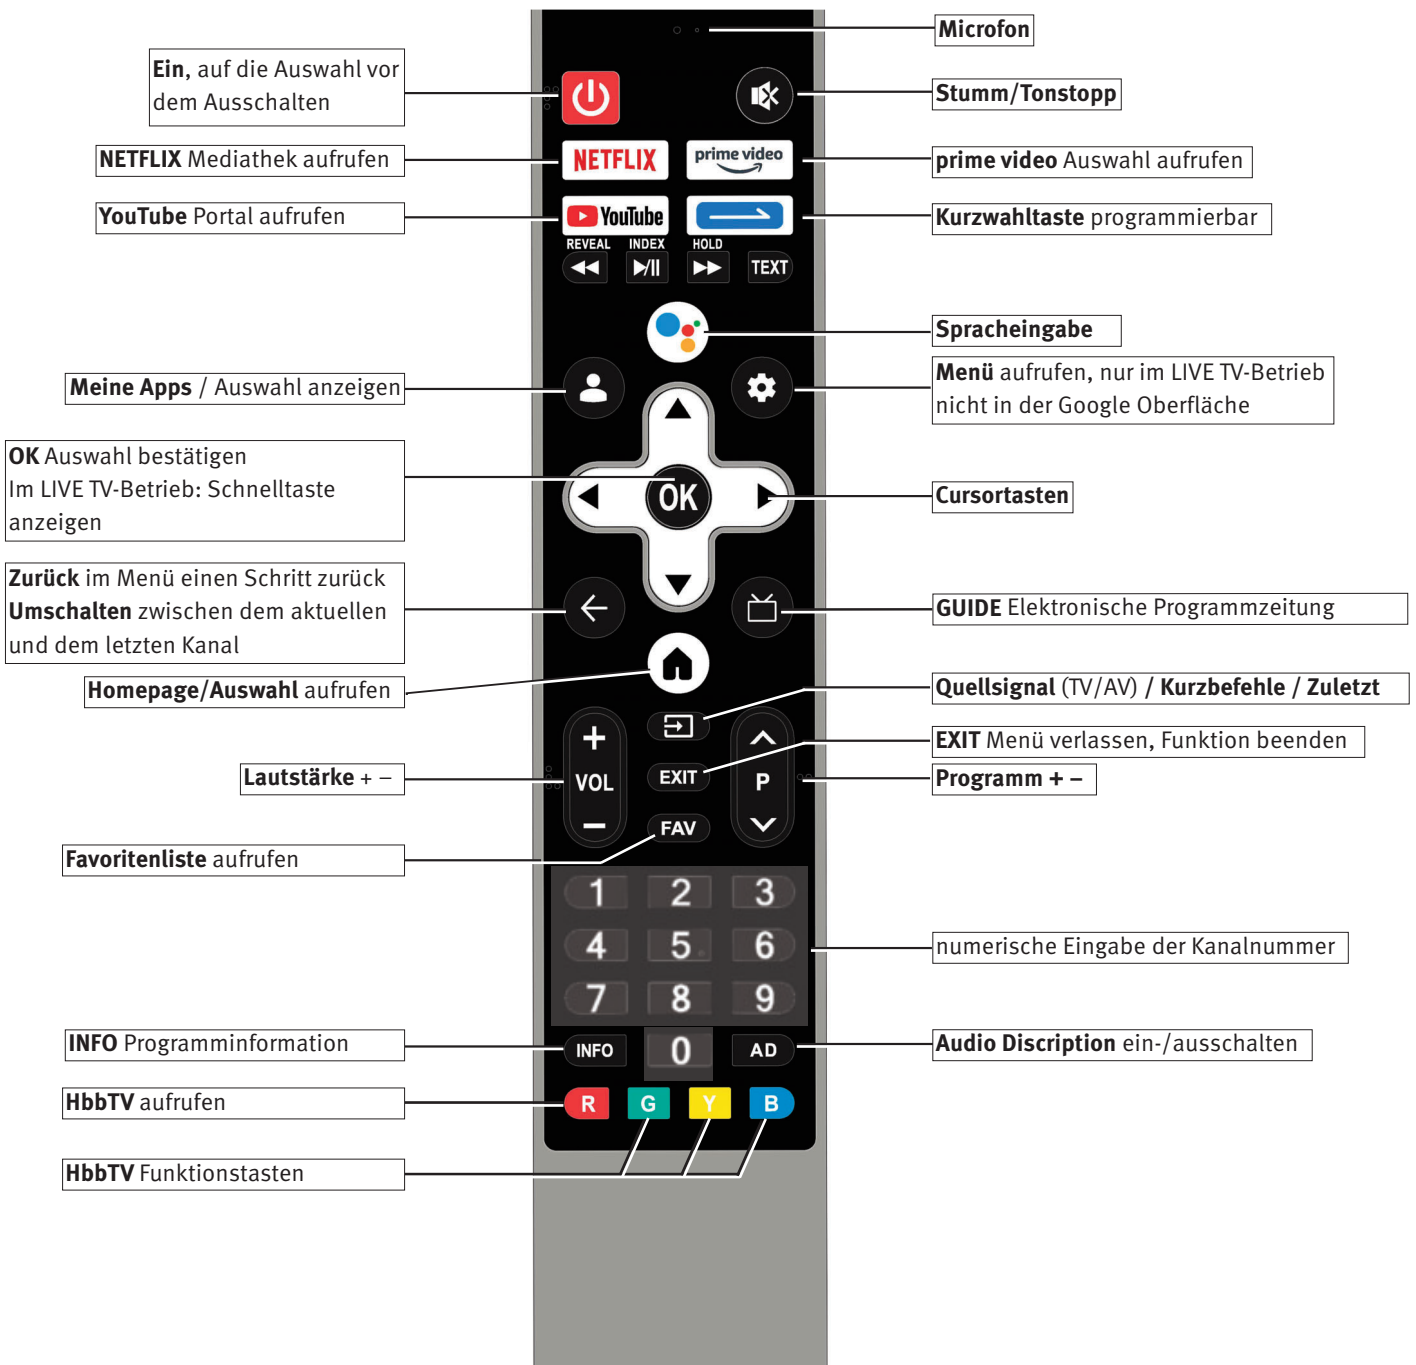 Microfon
Ein, auf die Auswahl vor
dem Ausschalten
Stumm/Tonstopp
NETFLIX Mediathek aufrufen
NETFLIX
prime video
prime video Auswahl aufrufen
YouTube Portal aufrufen
YouTube
Kurzwahltaste programmierbar
REVEAL INDEX HOLD
TEXT
Spracheingabe
Meine Apps / Auswahl anzeigen
Menü aufrufen, nur im LIVE TV-Betrieb
nicht in der Google Oberfläche
OK Auswahl bestätigen
Im LIVE TV-Betrieb: Schnelltaste
anzeigen
OK
Cursortasten
Zurück im Menü einen Schritt zurück
Umschalten zwischen dem aktuellen
und dem letzten Kanal
GUIDE Elektronische Programmzeitung
Homepage/Auswahl aufrufen
Quellsignal (TV/AV) / Kurzbefehle / Zuletzt
EXIT Menü verlassen, Funktion beenden
Lautstärke + –
+
VOL
–
EXIT
P
Programm + –
FAV
Favoritenliste aufrufen
1 2 3
4 5 6
7 8 9
numerische Eingabe der Kanalnummer
INFO Programminformation
INFO 0 AD
Audio Discription ein-/ausschalten
HbbTV aufrufen
R G Y B
HbbTV Funktionstasten